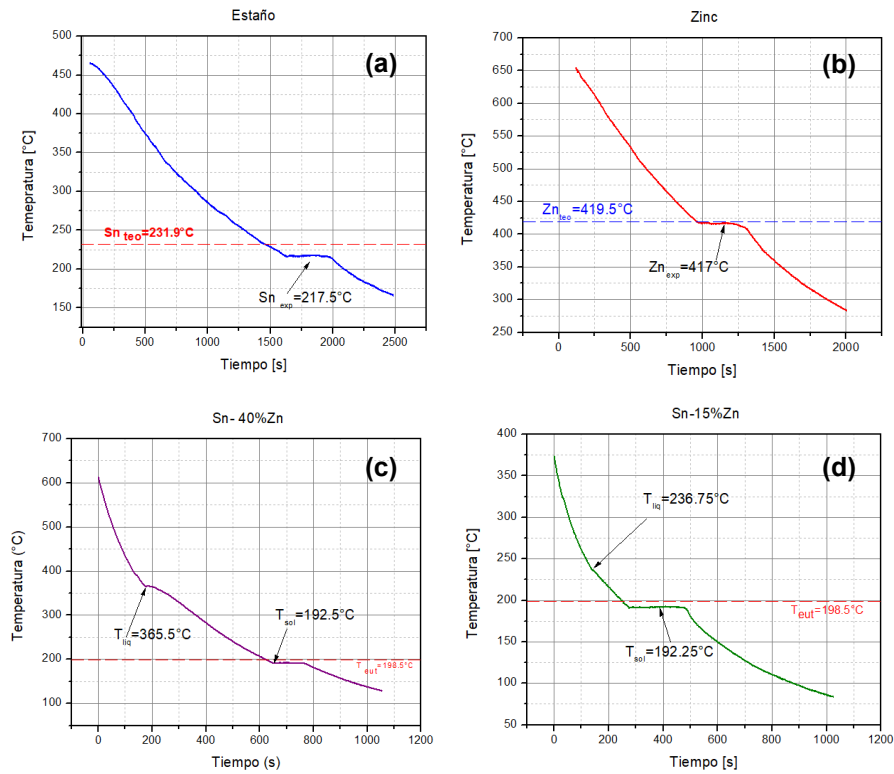 Estaño
(a)
500
450
400
350
300
250
200
150
Sn teo=231.9°C
Sn exp=217.5°C
0 500 1000 1500 2000 2500
Temepratura [°C]
Tiempo [s]
Zinc
(b)
700
650
600
550
500
450
400
350
300
250
Zn teo=419.5°C
Zn exp=417°C
0 500 1000 1500 2000
Temperatura [°C]
Tiempo [s]
Sn- 40%Zn
(c)
700
600
500
400
300
200
100
T liq=365.5°C
T sol=192.5°C
T eut=198.5°C
0 200 400 600 800 1000 1200
Temperatura (°C)
Tiempo (s)
Sn-15%Zn
(d)
400
350
300
250
200
150
100
50
T liq=236.75°C
T eut=198.5°C
T sol=192.25°C
0 200 400 600 800 1000 1200
Temperatura [°C]
Tiempo [s]